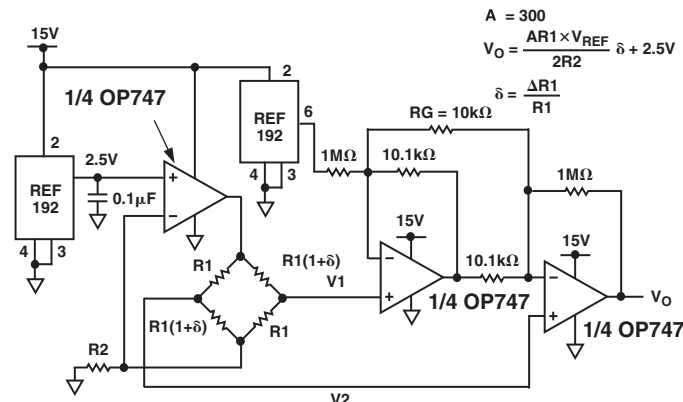 A = 300
15V
V_O = AR1 × V_REF / 2R2 δ + 2.5V
δ = ΔR1 / R1
2
1/4 OP747
REF
192
6
RG = 10kΩ
2
2.5V
4
3
1MΩ
10.1kΩ
1MΩ
REF
192
0.1μF
+
−
4
3
15V
15V
R1
R1(1+δ)
V1
−
+
10.1kΩ
−
+
V_O
1/4 OP747
1/4 OP747
R1(1+δ)
R1
R2
V2